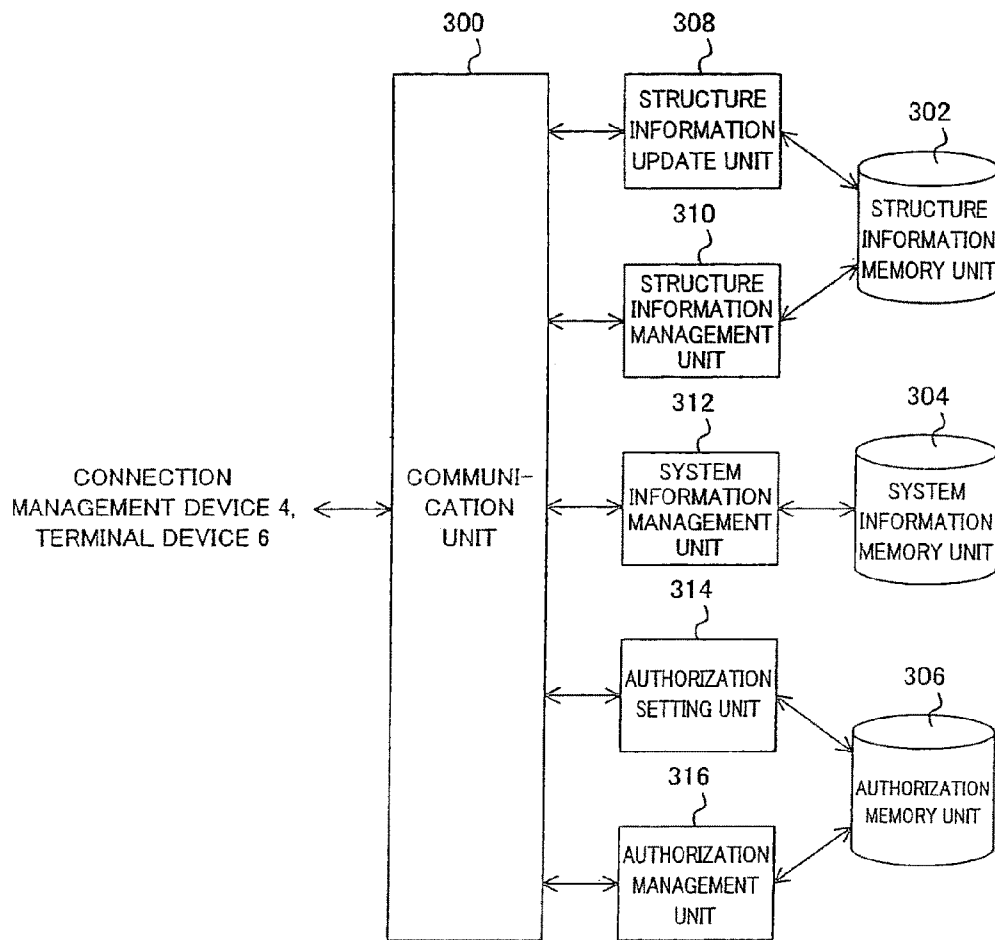 300
308
STRUCTURE
INFORMATION
UPDATE UNIT
302
STRUCTURE
INFORMATION
MEMORY UNIT
310
STRUCTURE
INFORMATION
MANAGEMENT
UNIT
312
SYSTEM
INFORMATION
MANAGEMENT
UNIT
304
SYSTEM
INFORMATION
MEMORY UNIT
CONNECTION
MANAGEMENT DEVICE 4,
TERMINAL DEVICE 6
COMMUNI-
CATION
UNIT
314
AUTHORIZATION
SETTING UNIT
306
AUTHORIZATION
MEMORY UNIT
316
AUTHORIZATION
MANAGEMENT
UNIT